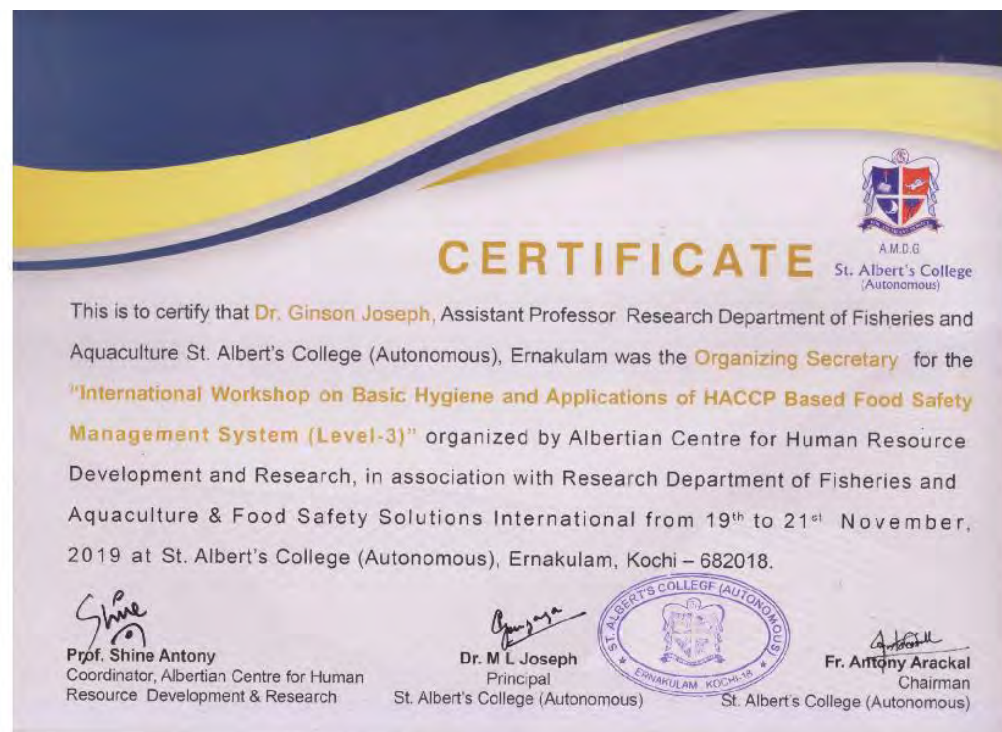 CERTIFICATE
A.M.D.G
St. Albert's College
(Autonomous)
This is to certify that Dr. Ginson Joseph, Assistant Professor Research Department of Fisheries and
Aquaculture St. Albert's College (Autonomous), Ernakulam was the Organizing Secretary for the
"International Workshop on Basic Hygiene and Applications of HACCP Based Food Safety
Management System (Level-3)" organized by Albertian Centre for Human Resource
Development and Research, in association with Research Department of Fisheries and
Aquaculture & Food Safety Solutions International from 19th to 21st November,
2019 at St. Albert's College (Autonomous), Ernakulam, Kochi – 682018.
Shine
Prof. Shine Antony
Coordinator, Albertian Centre for Human
Resource Development & Research
Dr. M L Joseph
Principal
St. Albert's College (Autonomous)
ST. ALBERT'S COLLEGE (AUTONOMOUS)
ERNAKULAM KOCHI-18
Fr. Antony Arackal
Chairman
St. Albert's College (Autonomous)